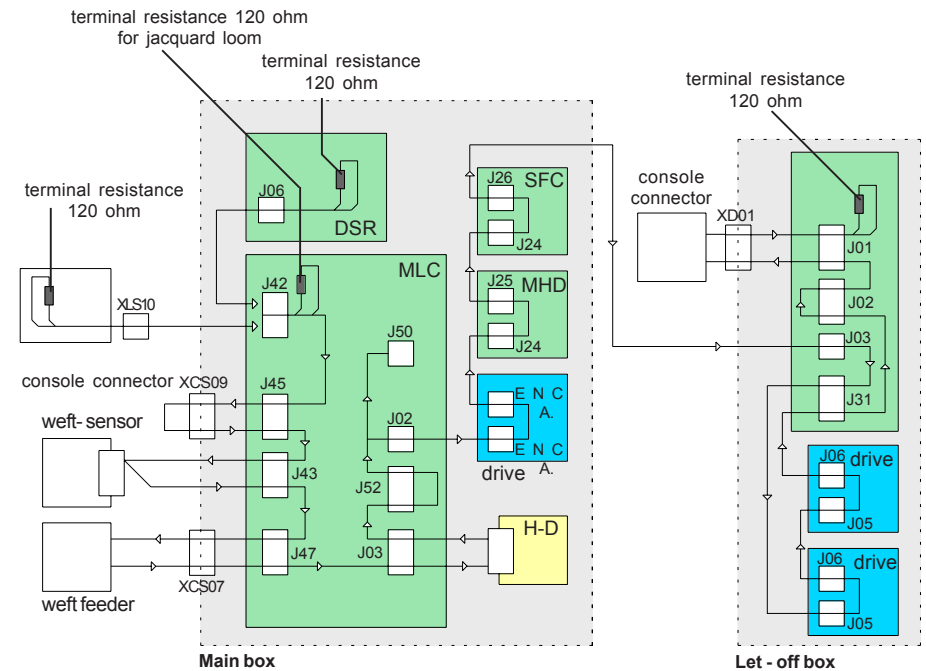 terminal resistance 120 ohm
for jacquard loom
terminal resistance
120 ohm
terminal resistance
120 ohm
terminal resistance
120 ohm
J06
DSR
J26
SFC
J24
console
connector
XD01
J01
MLC
J42
XLS10
J25
MHD
J24
J02
J50
J03
console connector
XCS09
J45
E N C
A.
J31
weft-sensor
J02
E N C
A.
drive
J43
J52
J06
drive
J05
H-D
J47
J03
XCS07
weft feeder
J06
drive
J05
Main box
Let - off box